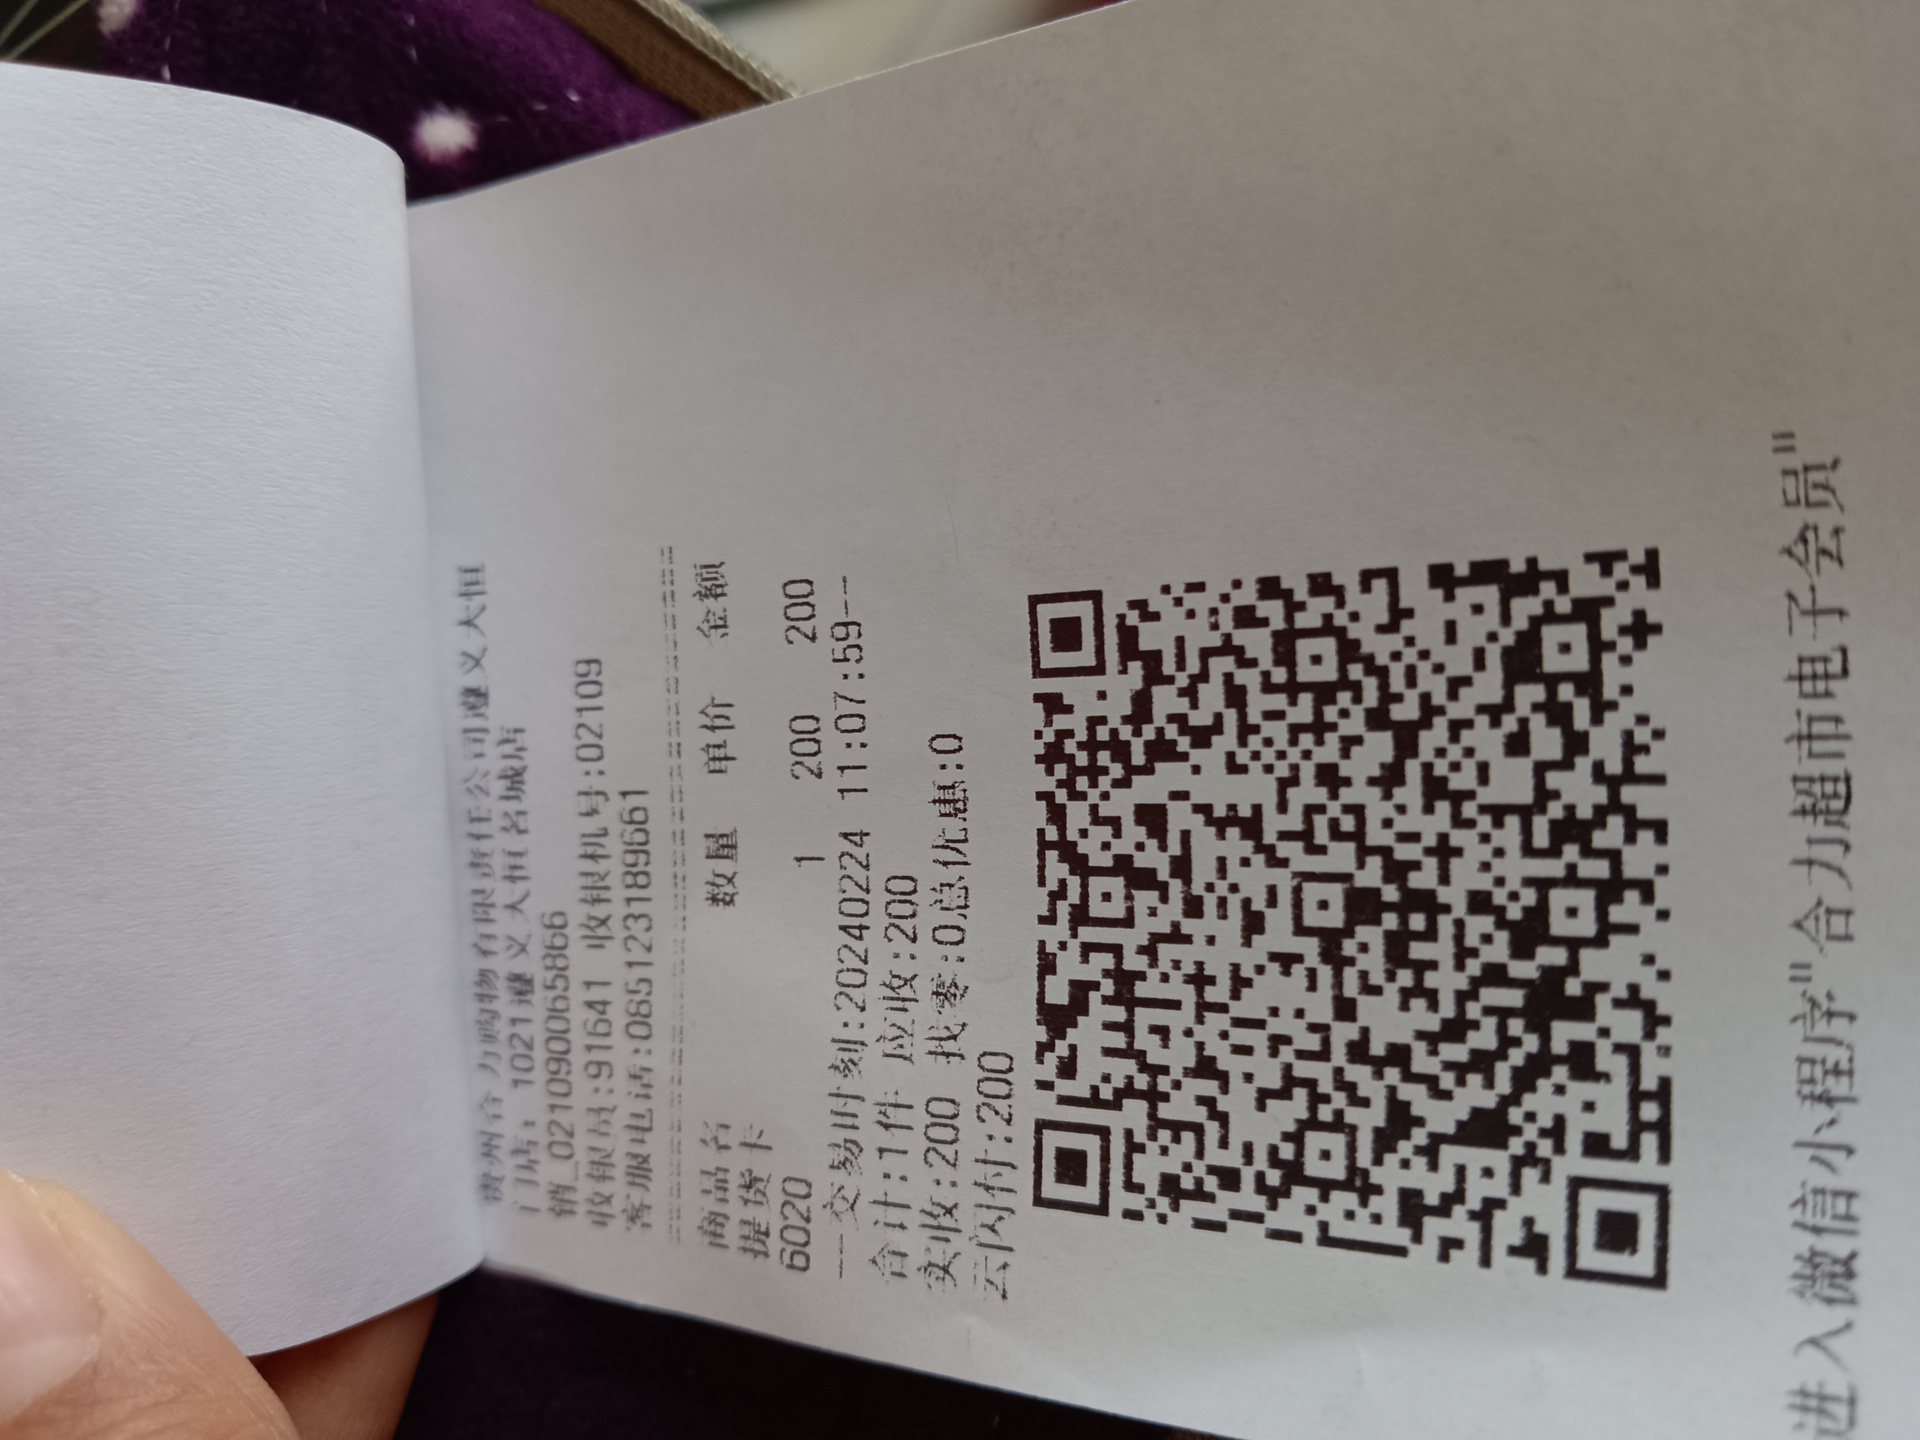 贵州合力购物有限责任公司遵义大恒
门店: 1021遵义大恒名城店
销_021090065866
收银员:91641 收银机号:02109
客服电话:085123189661
商品名 数量 单价 金额
提货卡
6020 1 200 200
--交易时刻:20240224 11:07:59--
合计:1件 应收:200
实收:200 找零:0总优惠:0
云闪付:200
进入微信小程序"合力超市电子会员"